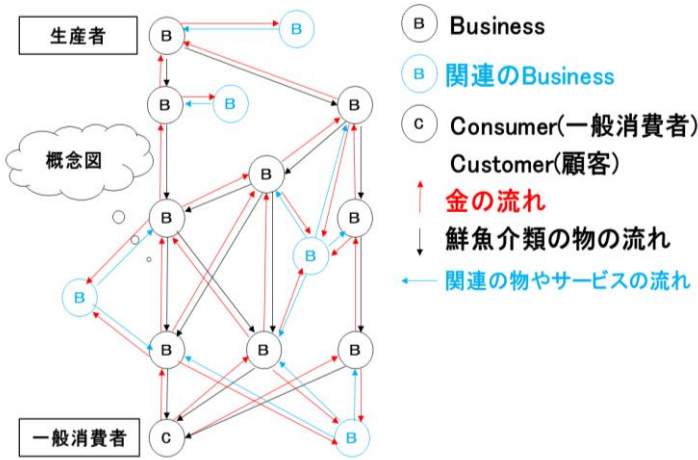 生産者
B
B
B
B
B
概念図
B
B
B
B
B
B
B
B
一般消費者
C
B
B Business
B 関連のBusiness
C Consumer(一般消費者)
Customer(顧客)
金の流れ
鮮魚介類の物の流れ
関連の物やサービスの流れ